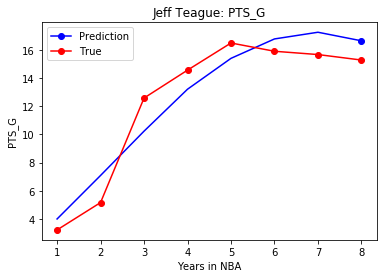 Jeff Teague: PTS_G
Prediction
True
PTS_G
16
14
12
10
8
6
4
1 2 3 4 5 6 7 8
Years in NBA